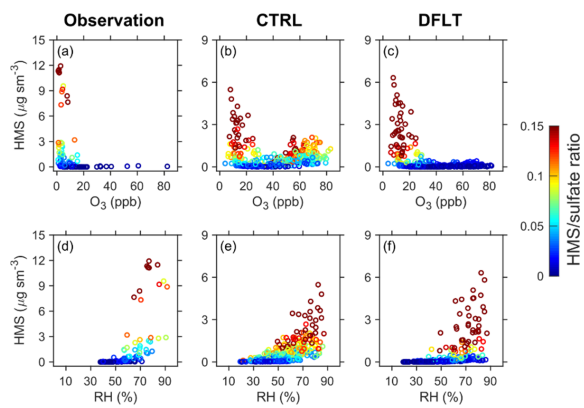 Observation CTRL DFLT
(a) (b) (c)
HMS (μg sm⁻³)
15
12
9
6
3
0
9
6
3
0
9
6
3
0
0 20 40 60 80
0 20 40 60 80
0 20 40 60 80
O₃ (ppb) O₃ (ppb) O₃ (ppb)
(d) (e) (f)
HMS (μg sm⁻³)
15
12
9
6
3
0
9
6
3
0
9
6
3
0
10 30 50 70 90
10 30 50 70 90
10 30 50 70 90
RH (%) RH (%) RH (%)
0.15
0.1
0.05
0
HMS/sulfate ratio